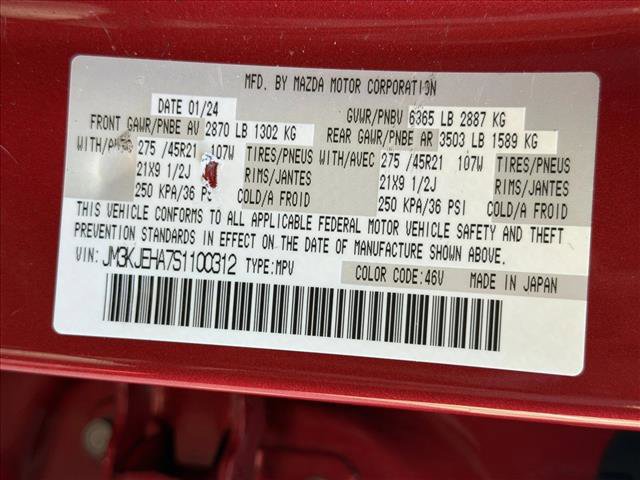 MFD. BY MAZDA MOTOR CORPORATION
DATE 01/24 GVWR/PNBV 6365 LB 2887 KG
FRONT GAWR/PNBE AV 2870 LB 1302 KG REAR GAWR/PNBE AR 3503 LB 1589 KG
WITH/AVEC 275 /45R21 107W TIRES/PNEUS WITH/AVEC 275 /45R21 107W TIRES/PNEUS
21X9 1/2J RIMS/JANTES 21X9 1/2J RIMS/JANTES
250 KPA/36 PSI COLD/A FROID 250 KPA/36 PSI COLD/A FROID
THIS VEHICLE CONFORMS TO ALL APPLICABLE FEDERAL MOTOR VEHICLE SAFETY AND THEFT
PREVENTION STANDARDS IN EFFECT ON THE DATE OF MANUFACTURE SHOWN ABOVE.
VIN: JM3KJEHA7S1100312 TYPE:MPV COLOR CODE:46V MADE IN JAPAN